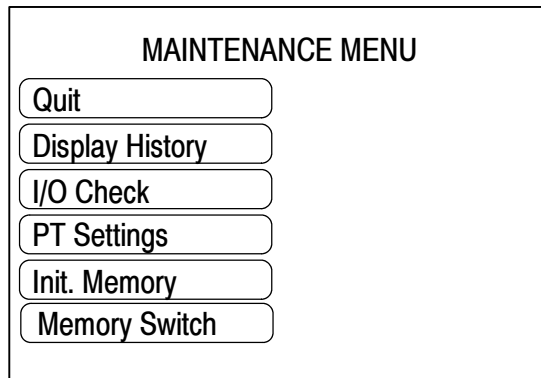 MAINTENANCE MENU
Quit
Display History
I/O Check
PT Settings
Init. Memory
Memory Switch